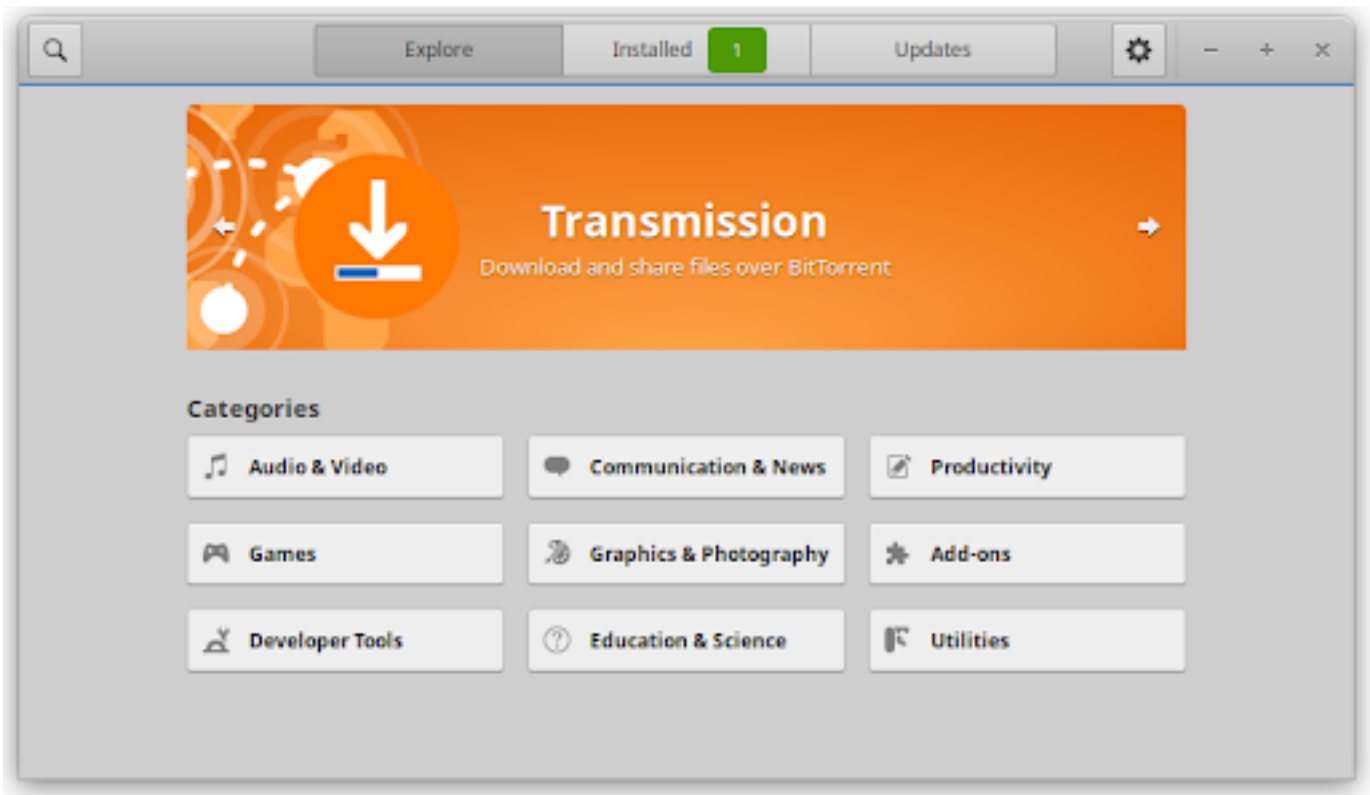 Explore
Installed 1
Updates
Transmission
Download and share files over BitTorrent
Categories
Audio & Video
Communication & News
Productivity
Games
Graphics & Photography
Add-ons
Developer Tools
Education & Science
Utilities